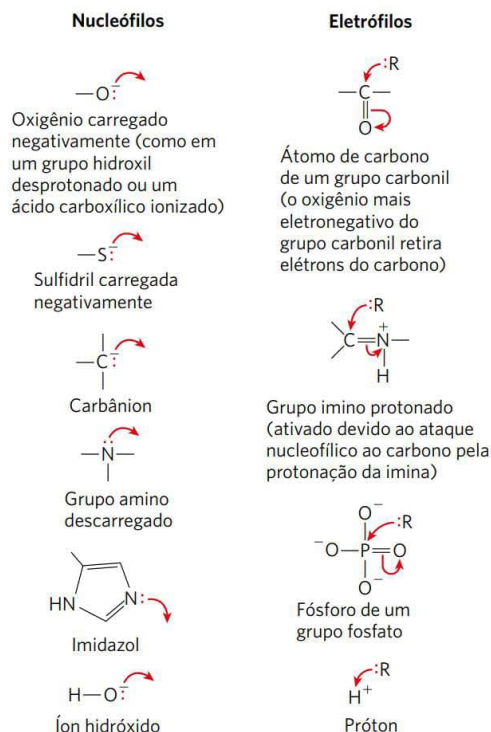 Nucleófilos
—O:⁻
Oxigênio carregado
negativamente (como em
um grupo hidroxil
desprotonado ou um
ácido carboxílico ionizado)
—S:⁻
Sulfidril carregada
negativamente
—C:⁻
Carbânion
—N—
Grupo amino
descarregado
HN N:
Imidazol
H—O:⁻
Íon hidróxido
Eletrófilos
:R
—C—
O
Átomo de carbono
de um grupo carbonil
(o oxigênio mais
eletronegativo do
grupo carbonil retira
elétrons do carbono)
:R
C=N⁺—
H
Grupo imino protonado
(ativado devido ao ataque
nucleofílico ao carbono pela
protonação da imina)
O⁻ :R
⁻O—P=O
O⁻
Fósforo de um
grupo fosfato
:R
H⁺
Próton